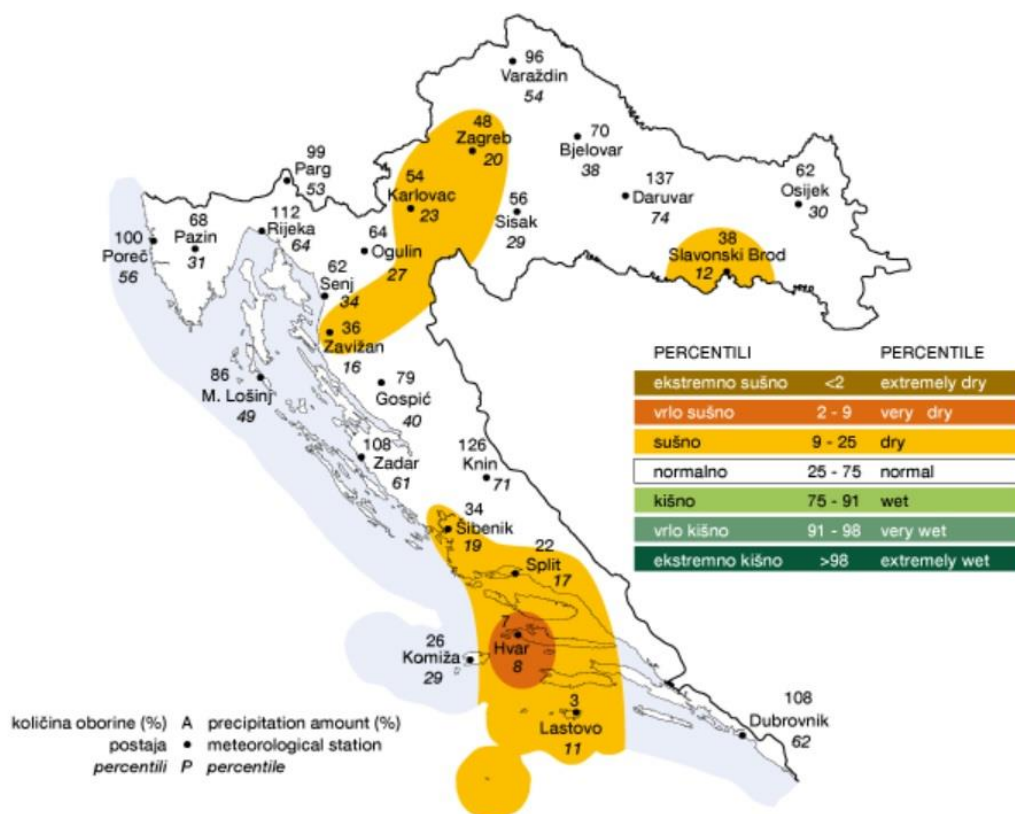 96
Varaždin
54
48
Zagreb
20
70
Bjelovar
38
99
Parg
53
54
Karlovac
23
137
Daruvar
74
62
Osijek
30
56
Sisak
29
112
Rijeka
64
68
Pazin
31
100
Poreč
56
64
Ogulin
27
38
Slavonski Brod
12
62
Senj
34
36
Zavižan
16
86
M. Lošinj
49
79
Gospić
40
108
Zadar
61
126
Knin
71
34
Šibenik
19
22
Split
17
7
Hvar
8
26
Komiža
29
3
Lastovo
11
108
Dubrovnik
62
PERCENTILI PERCENTILE
ekstremno sušno <2 extremely dry
vrlo sušno 2 - 9 very dry
sušno 9 - 25 dry
normalno 25 - 75 normal
kišno 75 - 91 wet
vrlo kišno 91 - 98 very wet
ekstremno kišno >98 extremely wet
količina oborine (%) A precipitation amount (%)
postaja • meteorological station
percentili P percentile